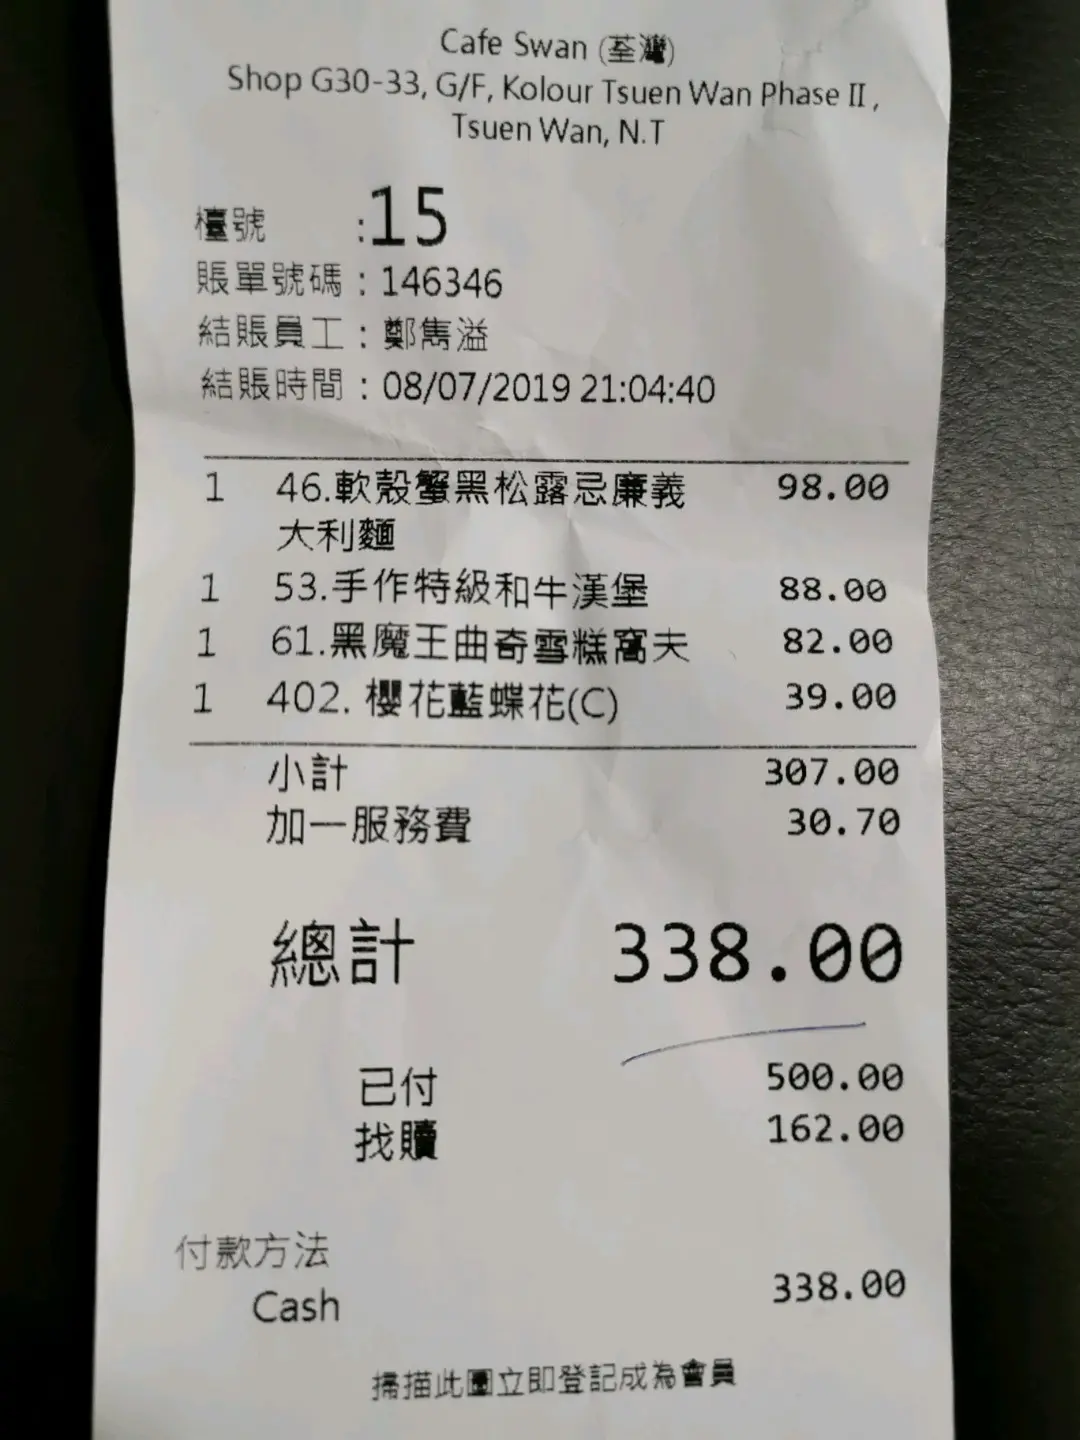 Cafe Swan (荃灣)
Shop G30-33, G/F, Kolour Tsuen Wan Phase II ,
Tsuen Wan, N.T
檯號 :15
賬單號碼 : 146346
結賬員工 : 鄭雋溢
結賬時間 : 08/07/2019 21:04:40
1 46.軟殼蟹黑松露忌廉義 98.00
大利麵
1 53.手作特級和牛漢堡 88.00
1 61.黑魔王曲奇雪糕窩夫 82.00
1 402. 櫻花藍蝶花(C) 39.00
小計 307.00
加一服務費 30.70
總計 338.00
已付 500.00
找贖 162.00
付款方法
Cash 338.00
掃描此圖立即登記成為會員